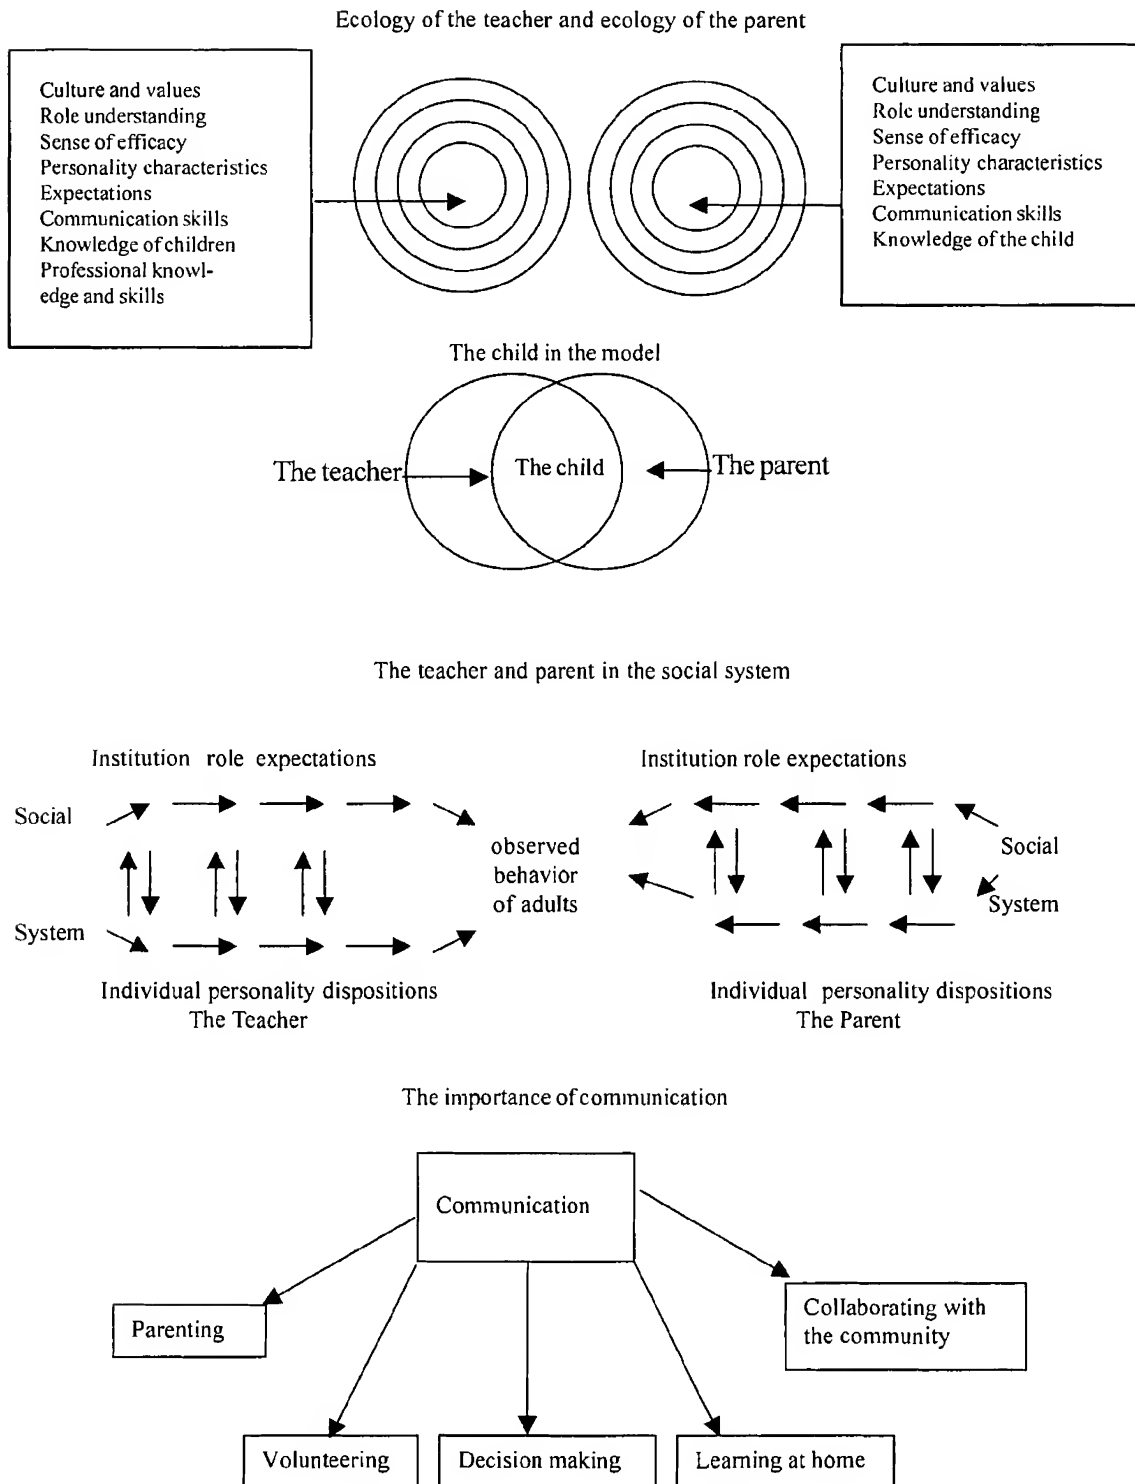 Ecology of the teacher and ecology of the parent
Culture and values
Role understanding
Sense of efficacy
Personality characteristics
Expectations
Communication skills
Knowledge of children
Professional knowl-
edge and skills
Culture and values
Role understanding
Sense of efficacy
Personality characteristics
Expectations
Communication skills
Knowledge of the child
The child in the model
The teacher
The child
The parent
The teacher and parent in the social system
Institution role expectations
Institution role expectations
Social
System
observed
behavior
of adults
Social
System
Individual personality dispositions
The Teacher
Individual personality dispositions
The Parent
The importance of communication
Communication
Parenting
Collaborating with
the community
Volunteering
Decision making
Learning at home